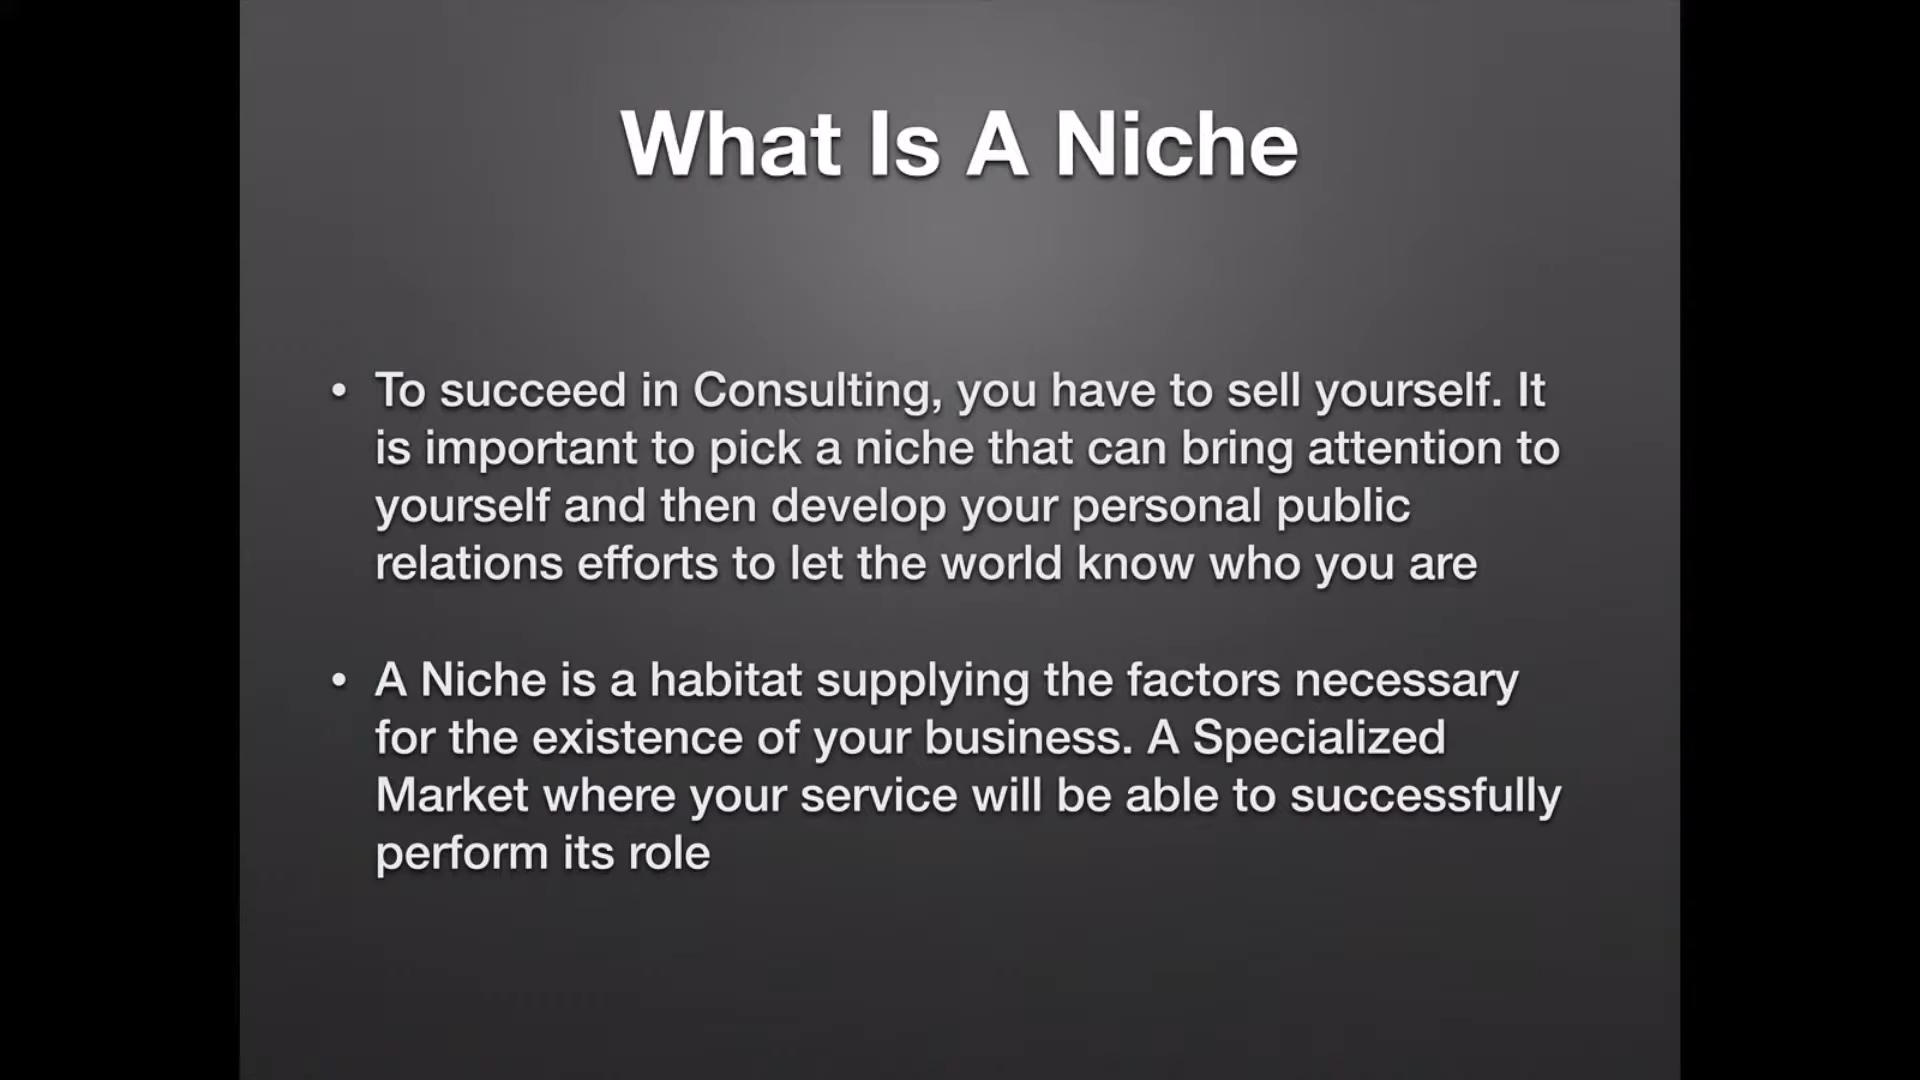 What Is A Niche
• To succeed in Consulting, you have to sell yourself. It
is important to pick a niche that can bring attention to
yourself and then develop your personal public
relations efforts to let the world know who you are
• A Niche is a habitat supplying the factors necessary
for the existence of your business. A Specialized
Market where your service will be able to successfully
perform its role